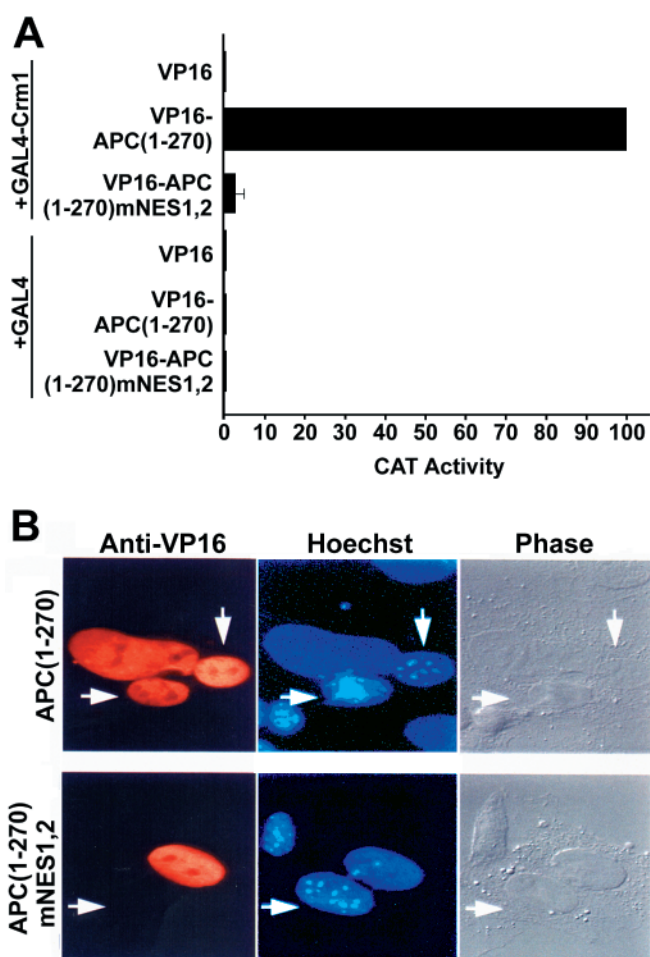 A
+GAL4-Crm1
VP16
VP16-
APC(1-270)
VP16-APC
(1-270)mNES1,2
+GAL4
VP16
VP16-
APC(1-270)
VP16-APC
(1-270)mNES1,2
0 10 20 30 40 50 60 70 80 90 100
CAT Activity
B
Anti-VP16 Hoechst Phase
APC(1-270)
APC(1-270)
mNES1,2